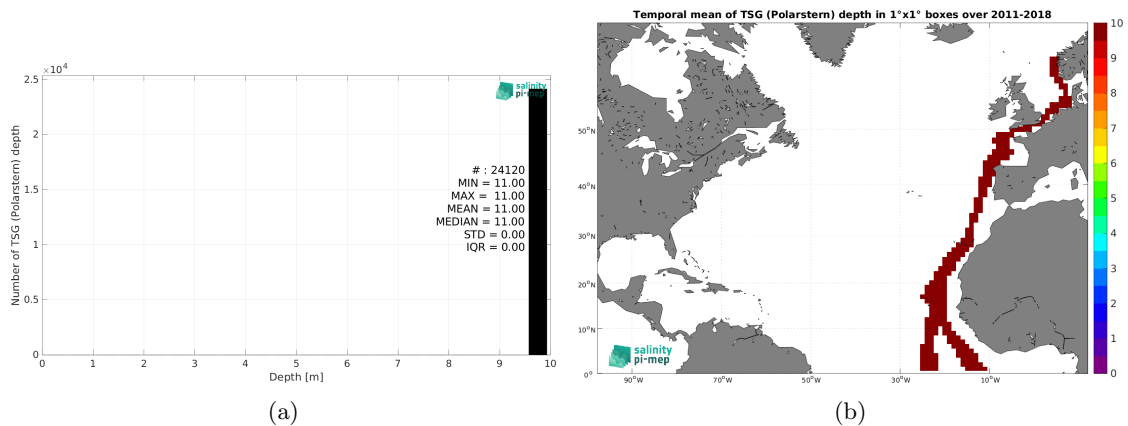 ×10⁴
2.5
2
1.5
1
0.5
0
Number of TSG (Polarstern) depth
salinity
pi-mep
# : 24120
MIN = 11.00
MAX = 11.00
MEAN = 11.00
MEDIAN = 11.00
STD = 0.00
IQR = 0.00
0 1 2 3 4 5 6 7 8 9 10
Depth [m]
(a)
Temporal mean of TSG (Polarstern) depth in 1°x1° boxes over 2011-2018
50°N
40°N
30°N
20°N
10°N
0°
90°W 70°W 50°W 30°W 10°W
salinity
pi-mep
10
9
8
7
6
5
4
3
2
1
0
(b)